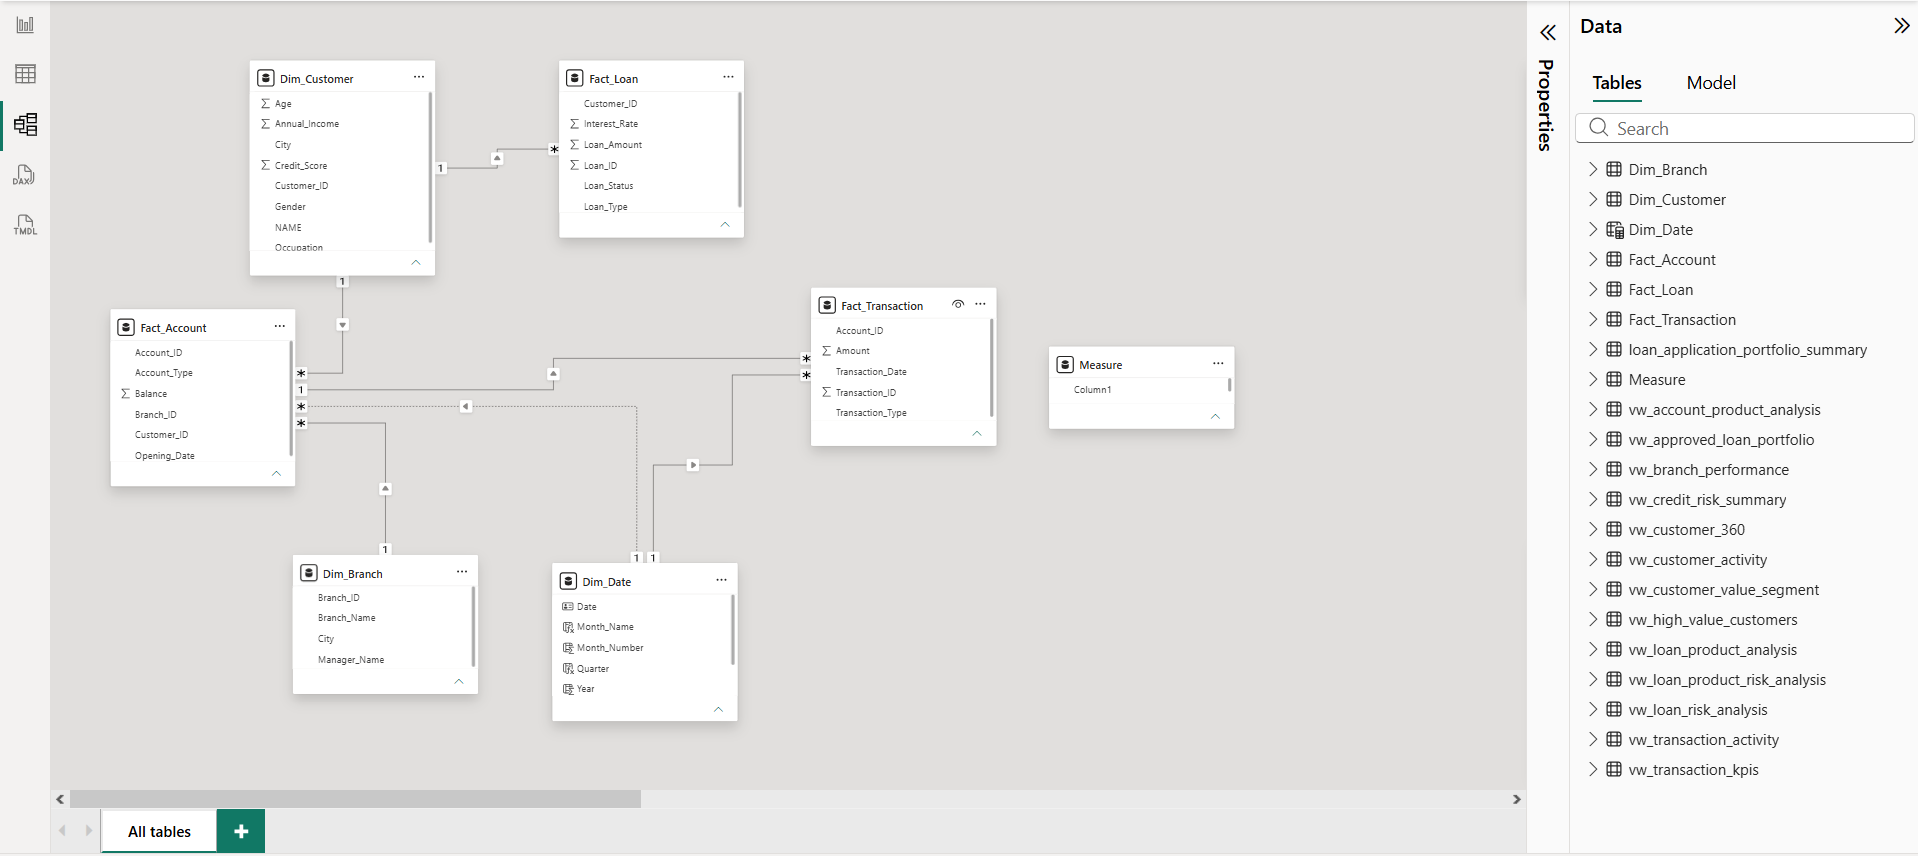 DAX
TMDL
Dim_Customer
Age
Annual_Income
City
Credit_Score
Customer_ID
Gender
NAME
Occupation
Fact_Loan
Customer_ID
Interest_Rate
Loan_Amount
Loan_ID
Loan_Status
Loan_Type
1
*
1
Fact_Account
Account_ID
Account_Type
Balance
Branch_ID
Customer_ID
Opening_Date
*
1
*
*
Fact_Transaction
Account_ID
Amount
Transaction_Date
Transaction_ID
Transaction_Type
*
*
Measure
Column1
1
Dim_Branch
Branch_ID
Branch_Name
City
Manager_Name
1 1
Dim_Date
Date
Month_Name
Month_Number
Quarter
Year
All tables
Properties
Data
Tables Model
Search
Dim_Branch
Dim_Customer
Dim_Date
Fact_Account
Fact_Loan
Fact_Transaction
loan_application_portfolio_summary
Measure
vw_account_product_analysis
vw_approved_loan_portfolio
vw_branch_performance
vw_credit_risk_summary
vw_customer_360
vw_customer_activity
vw_customer_value_segment
vw_high_value_customers
vw_loan_product_analysis
vw_loan_product_risk_analysis
vw_loan_risk_analysis
vw_transaction_activity
vw_transaction_kpis